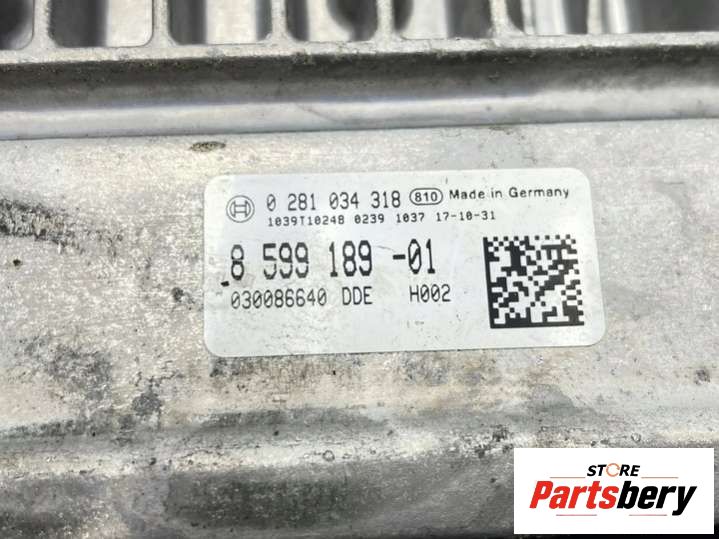 0 281 034 318 810 Made in Germany
1039T10248 0239 1037 17-10-31
8 599 189 -01
030086640 DDE H002
STORE
Partsbery